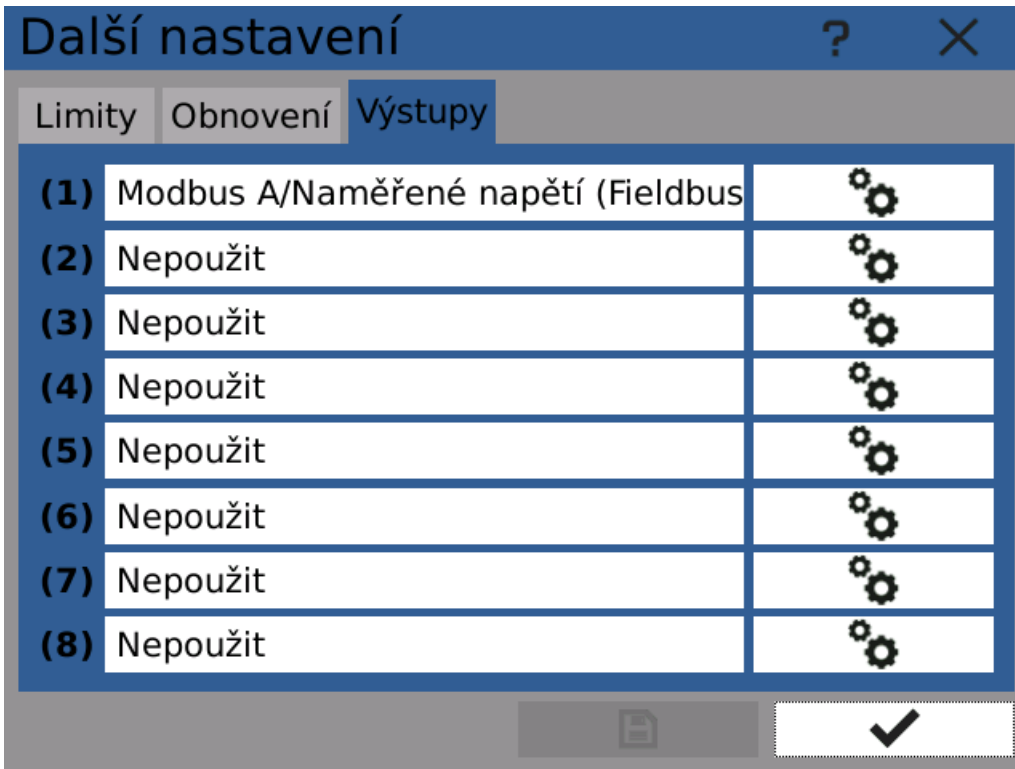 Další nastavení ?
Limity Obnovení Výstupy
(1) Modbus A/Naměřené napětí (Fieldbus
(2) Nepoužit
(3) Nepoužit
(4) Nepoužit
(5) Nepoužit
(6) Nepoužit
(7) Nepoužit
(8) Nepoužit